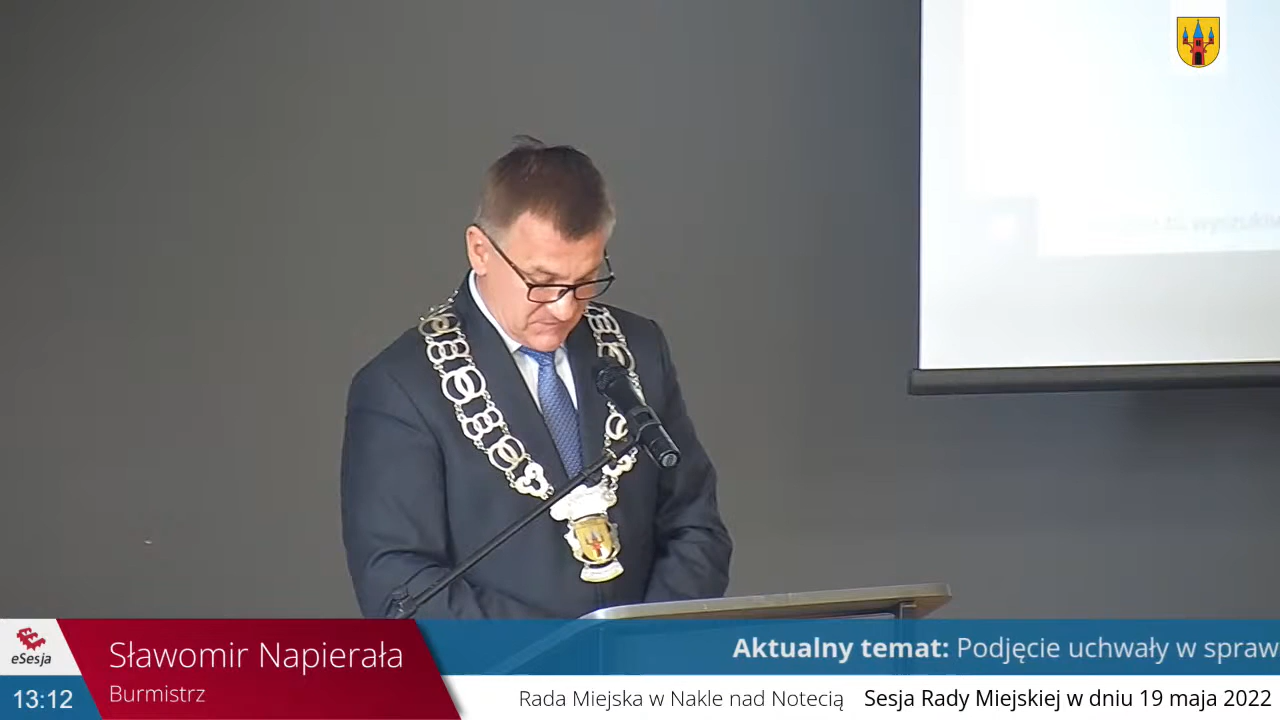 eSesja
Sławomir Napierała
Burmistrz
13:12
Aktualny temat: Podjęcie uchwały w spraw
Rada Miejska w Nakle nad Notecią
Sesja Rady Miejskiej w dniu 19 maja 2022